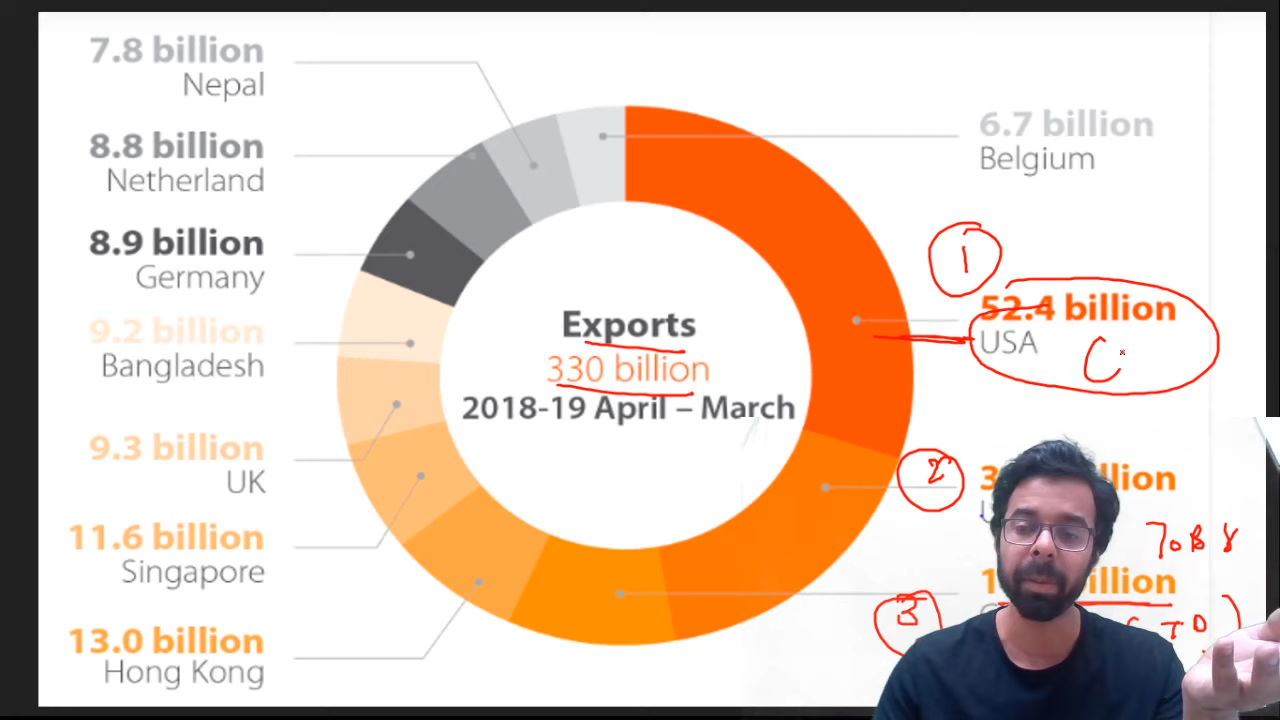 7.8 billion
Nepal
8.8 billion
Netherland
8.9 billion
Germany
9.2 billion
Bangladesh
9.3 billion
UK
11.6 billion
Singapore
13.0 billion
Hong Kong
Exports
330 billion
2018-19 April – March
6.7 billion
Belgium
1
52.4 billion
USA
C
2
3